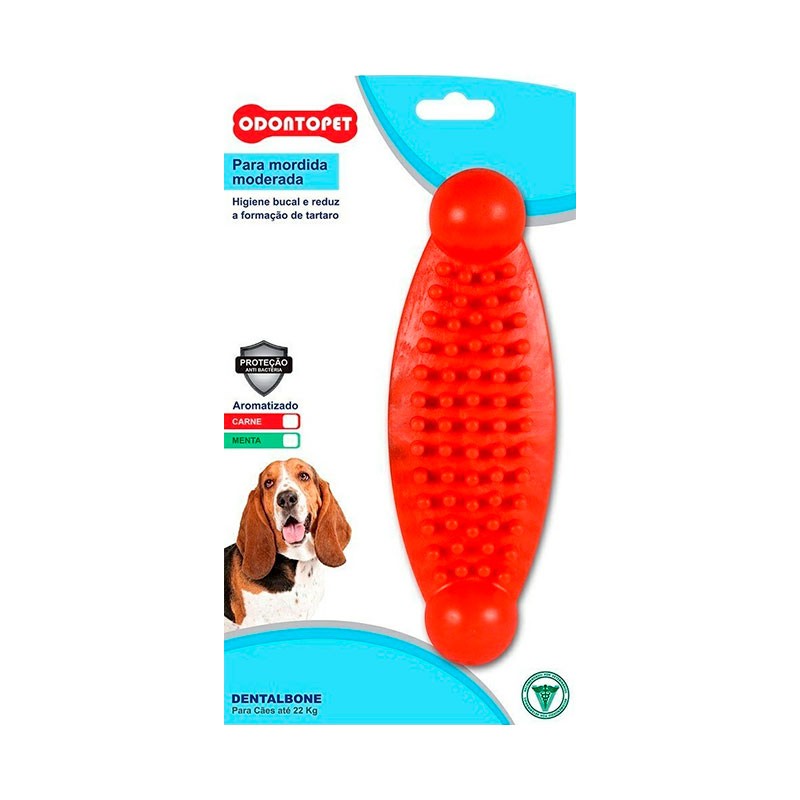 ODONTOPET
Para mordida
moderada
Higiene bucal e reduz
a formação de tartaro
PROTEÇÃO
ANTI BACTÉRIA
Aromatizado
CARNE
MENTA
DENTALBONE
Para Cães até 22 Kg